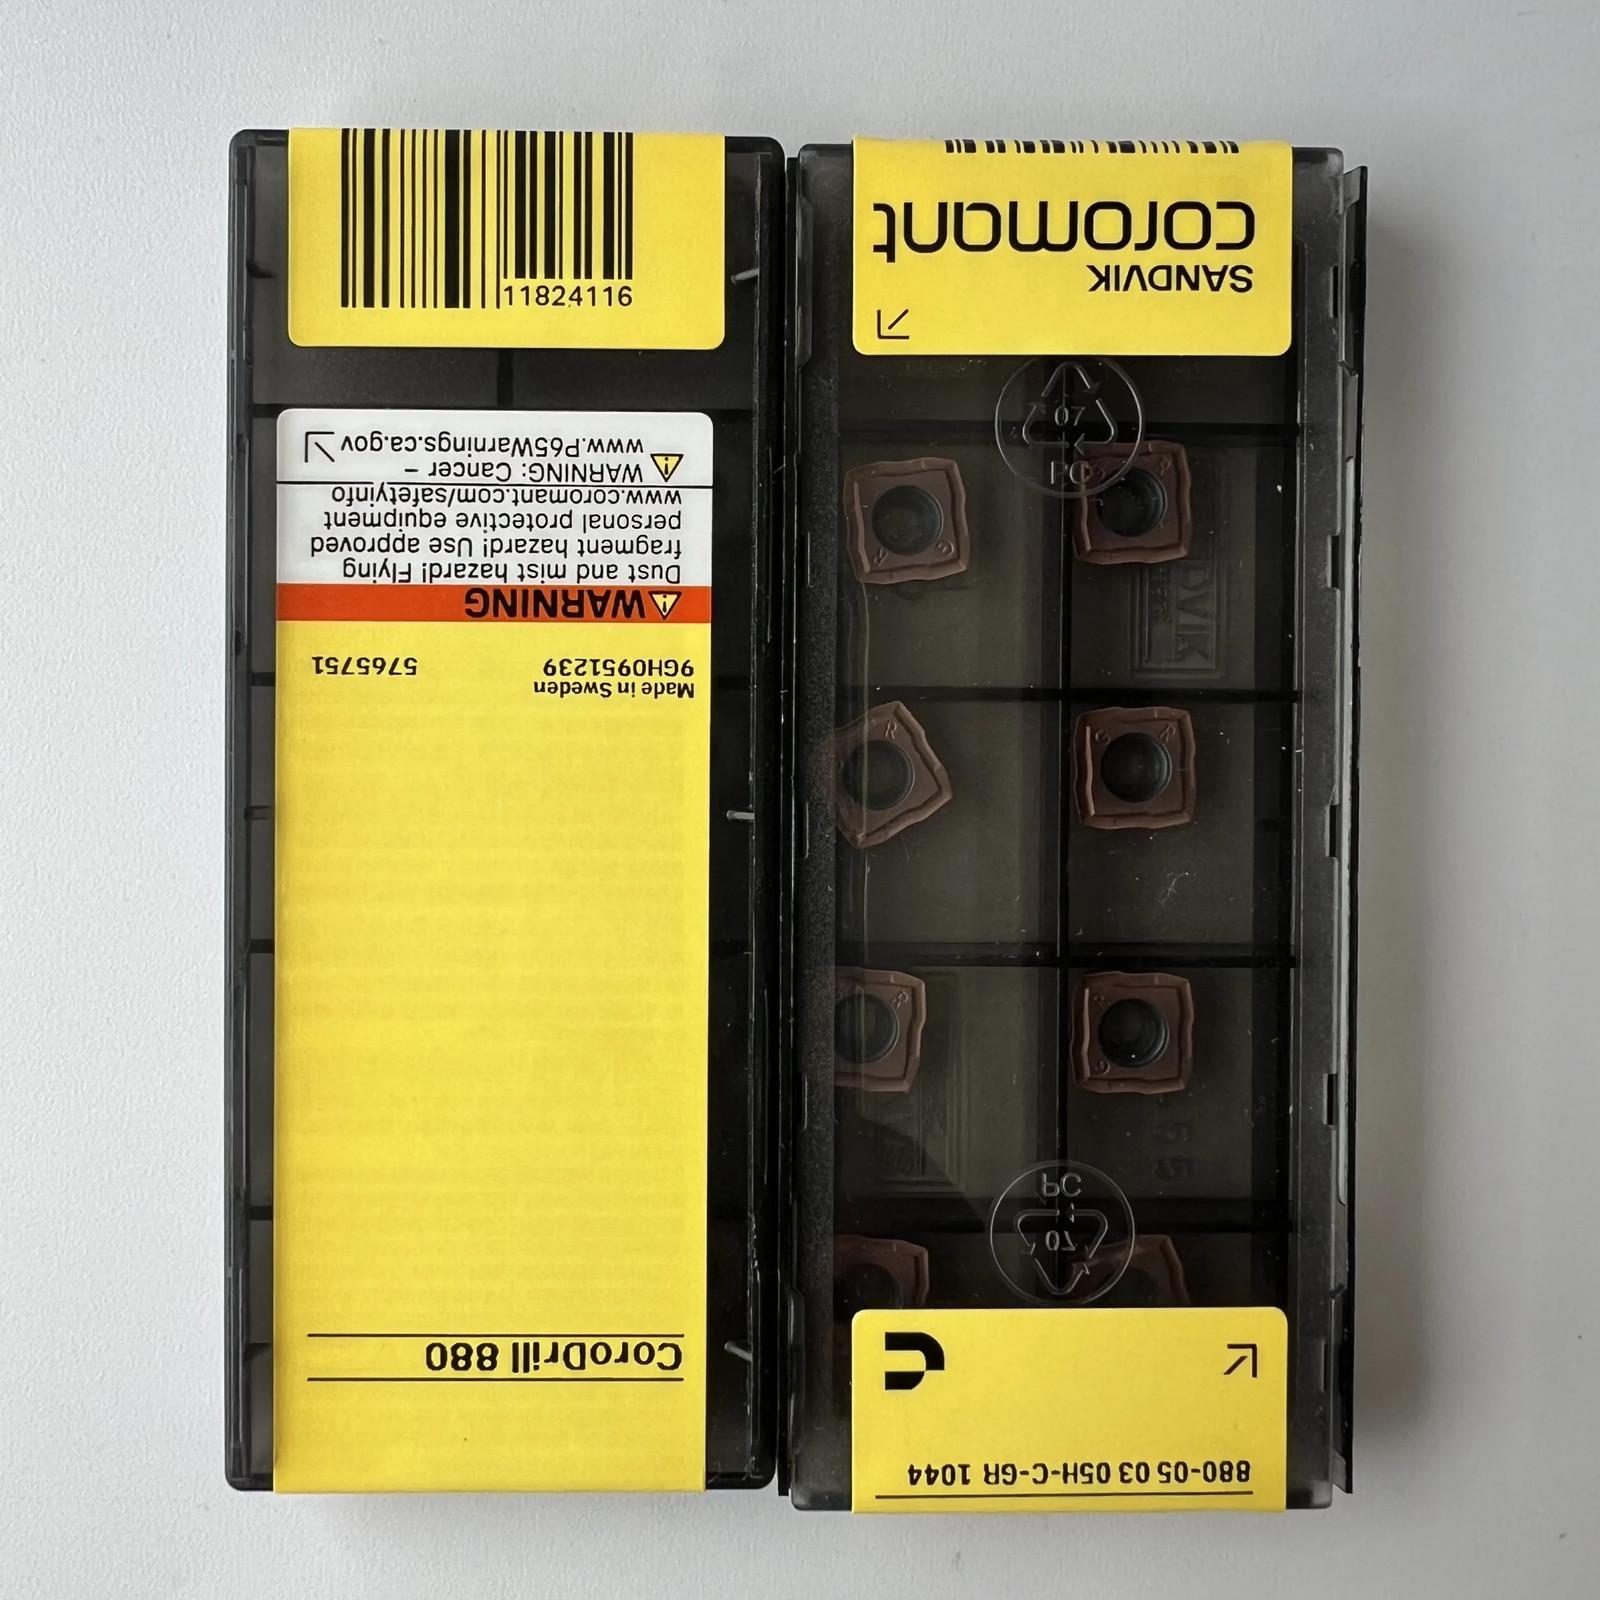 11824116
WARNING
Dust and mist hazard! Flying
fragment hazard! Use approved
personal protective equipment
www.coromant.com/safetyinfo
WARNING: Cancer –
www.P65Warnings.ca.gov
Made in Sweden
9GH0951239 5765751
CoroDrill 880
SANDVIK
coromant
07
PC
R
R
G
R
G
R
R
G
PC
07
880-05 03 05H-C-GR 1044